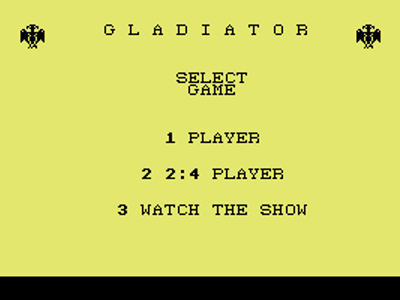 G L A D I A T O R
SELECT
GAME
1 PLAYER
2 2:4 PLAYER
3 WATCH THE SHOW